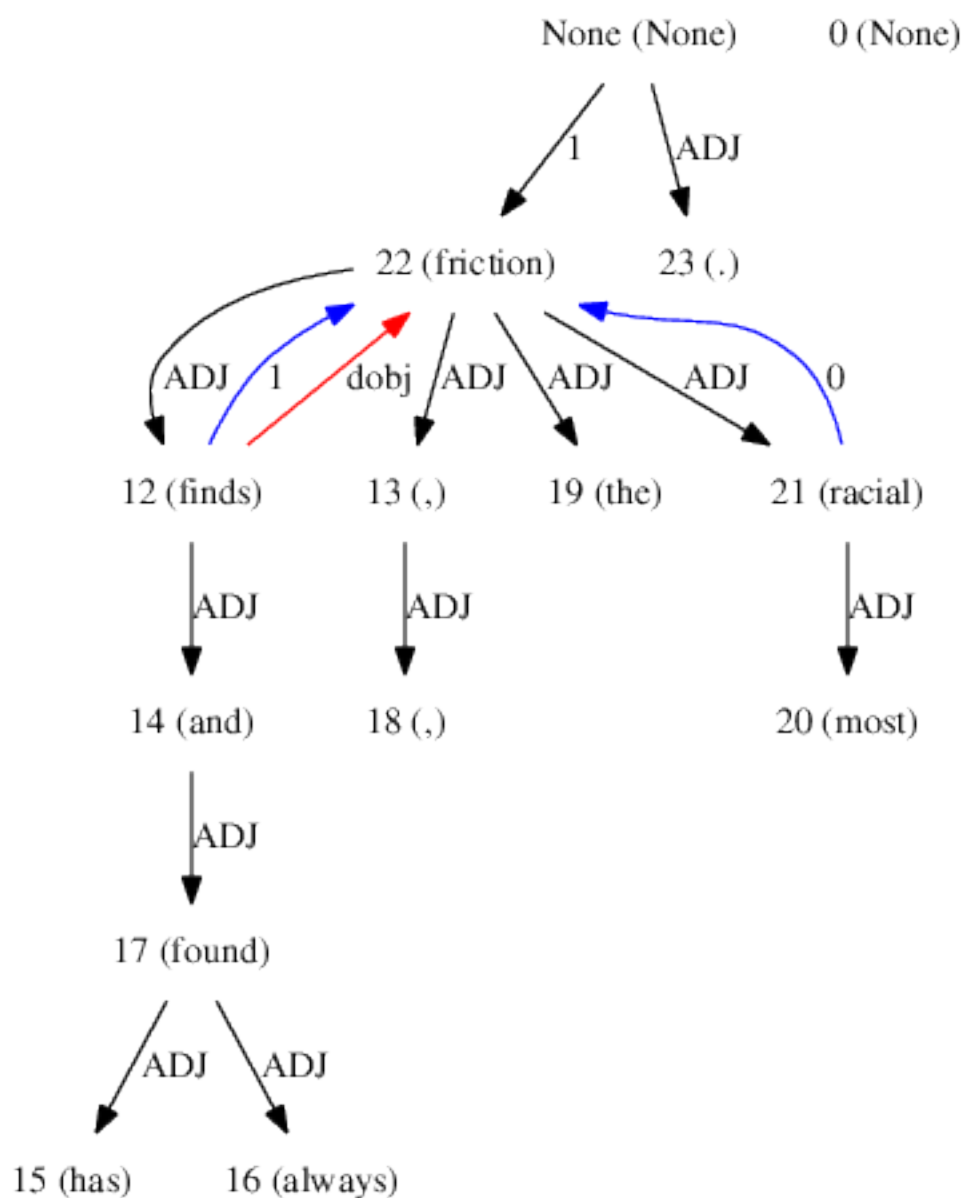 None (None) 0 (None)
1 ADJ
22 (friction) 23 (.)
ADJ 1 dobj ADJ ADJ ADJ 0
12 (finds) 13 (,) 19 (the) 21 (racial)
ADJ ADJ ADJ
14 (and) 18 (,) 20 (most)
ADJ
17 (found)
ADJ ADJ
15 (has) 16 (always)